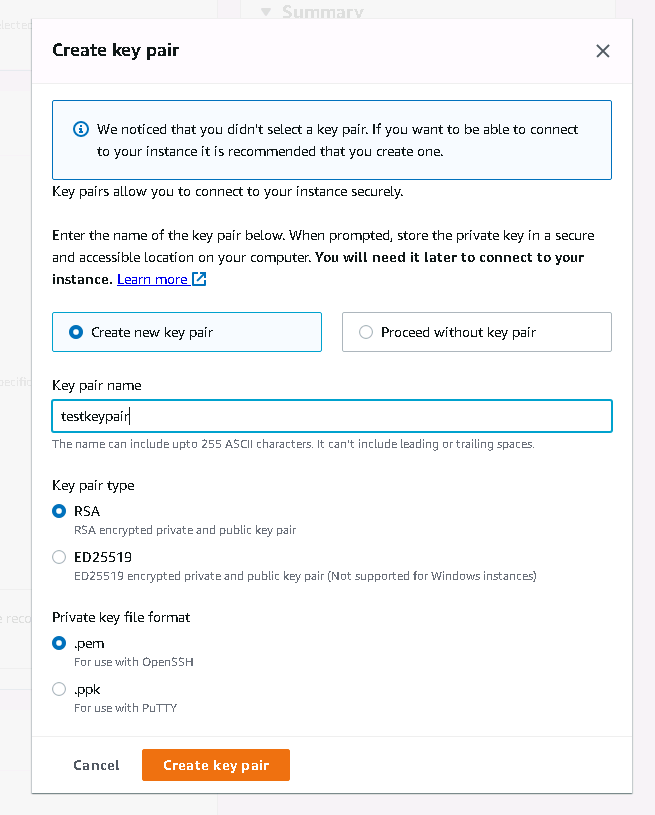 Summary
Create key pair
We noticed that you didn't select a key pair. If you want to be able to connect
to your instance it is recommended that you create one.
Key pairs allow you to connect to your instance securely.
Enter the name of the key pair below. When prompted, store the private key in a secure
and accessible location on your computer. You will need it later to connect to your
instance. Learn more
Create new key pair
Proceed without key pair
Key pair name
testkeypair
The name can include upto 255 ASCII characters. It can't include leading or trailing spaces.
Key pair type
RSA
RSA encrypted private and public key pair
ED25519
ED25519 encrypted private and public key pair (Not supported for Windows instances)
Private key file format
.pem
For use with OpenSSH
.ppk
For use with PuTTY
Cancel
Create key pair